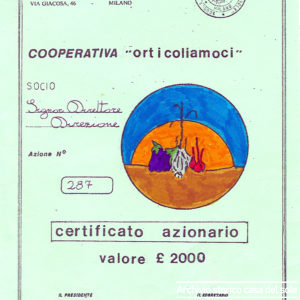 VIA GIACOSA, 46 - MILANO
COOPERATIVA "orticoliamoci"
SOCIO
Signor Direttore
Direzione
Azione N°
287
certificato azionario
valore £ 2000
IL PRESIDENTE
IL SEGRETARIO